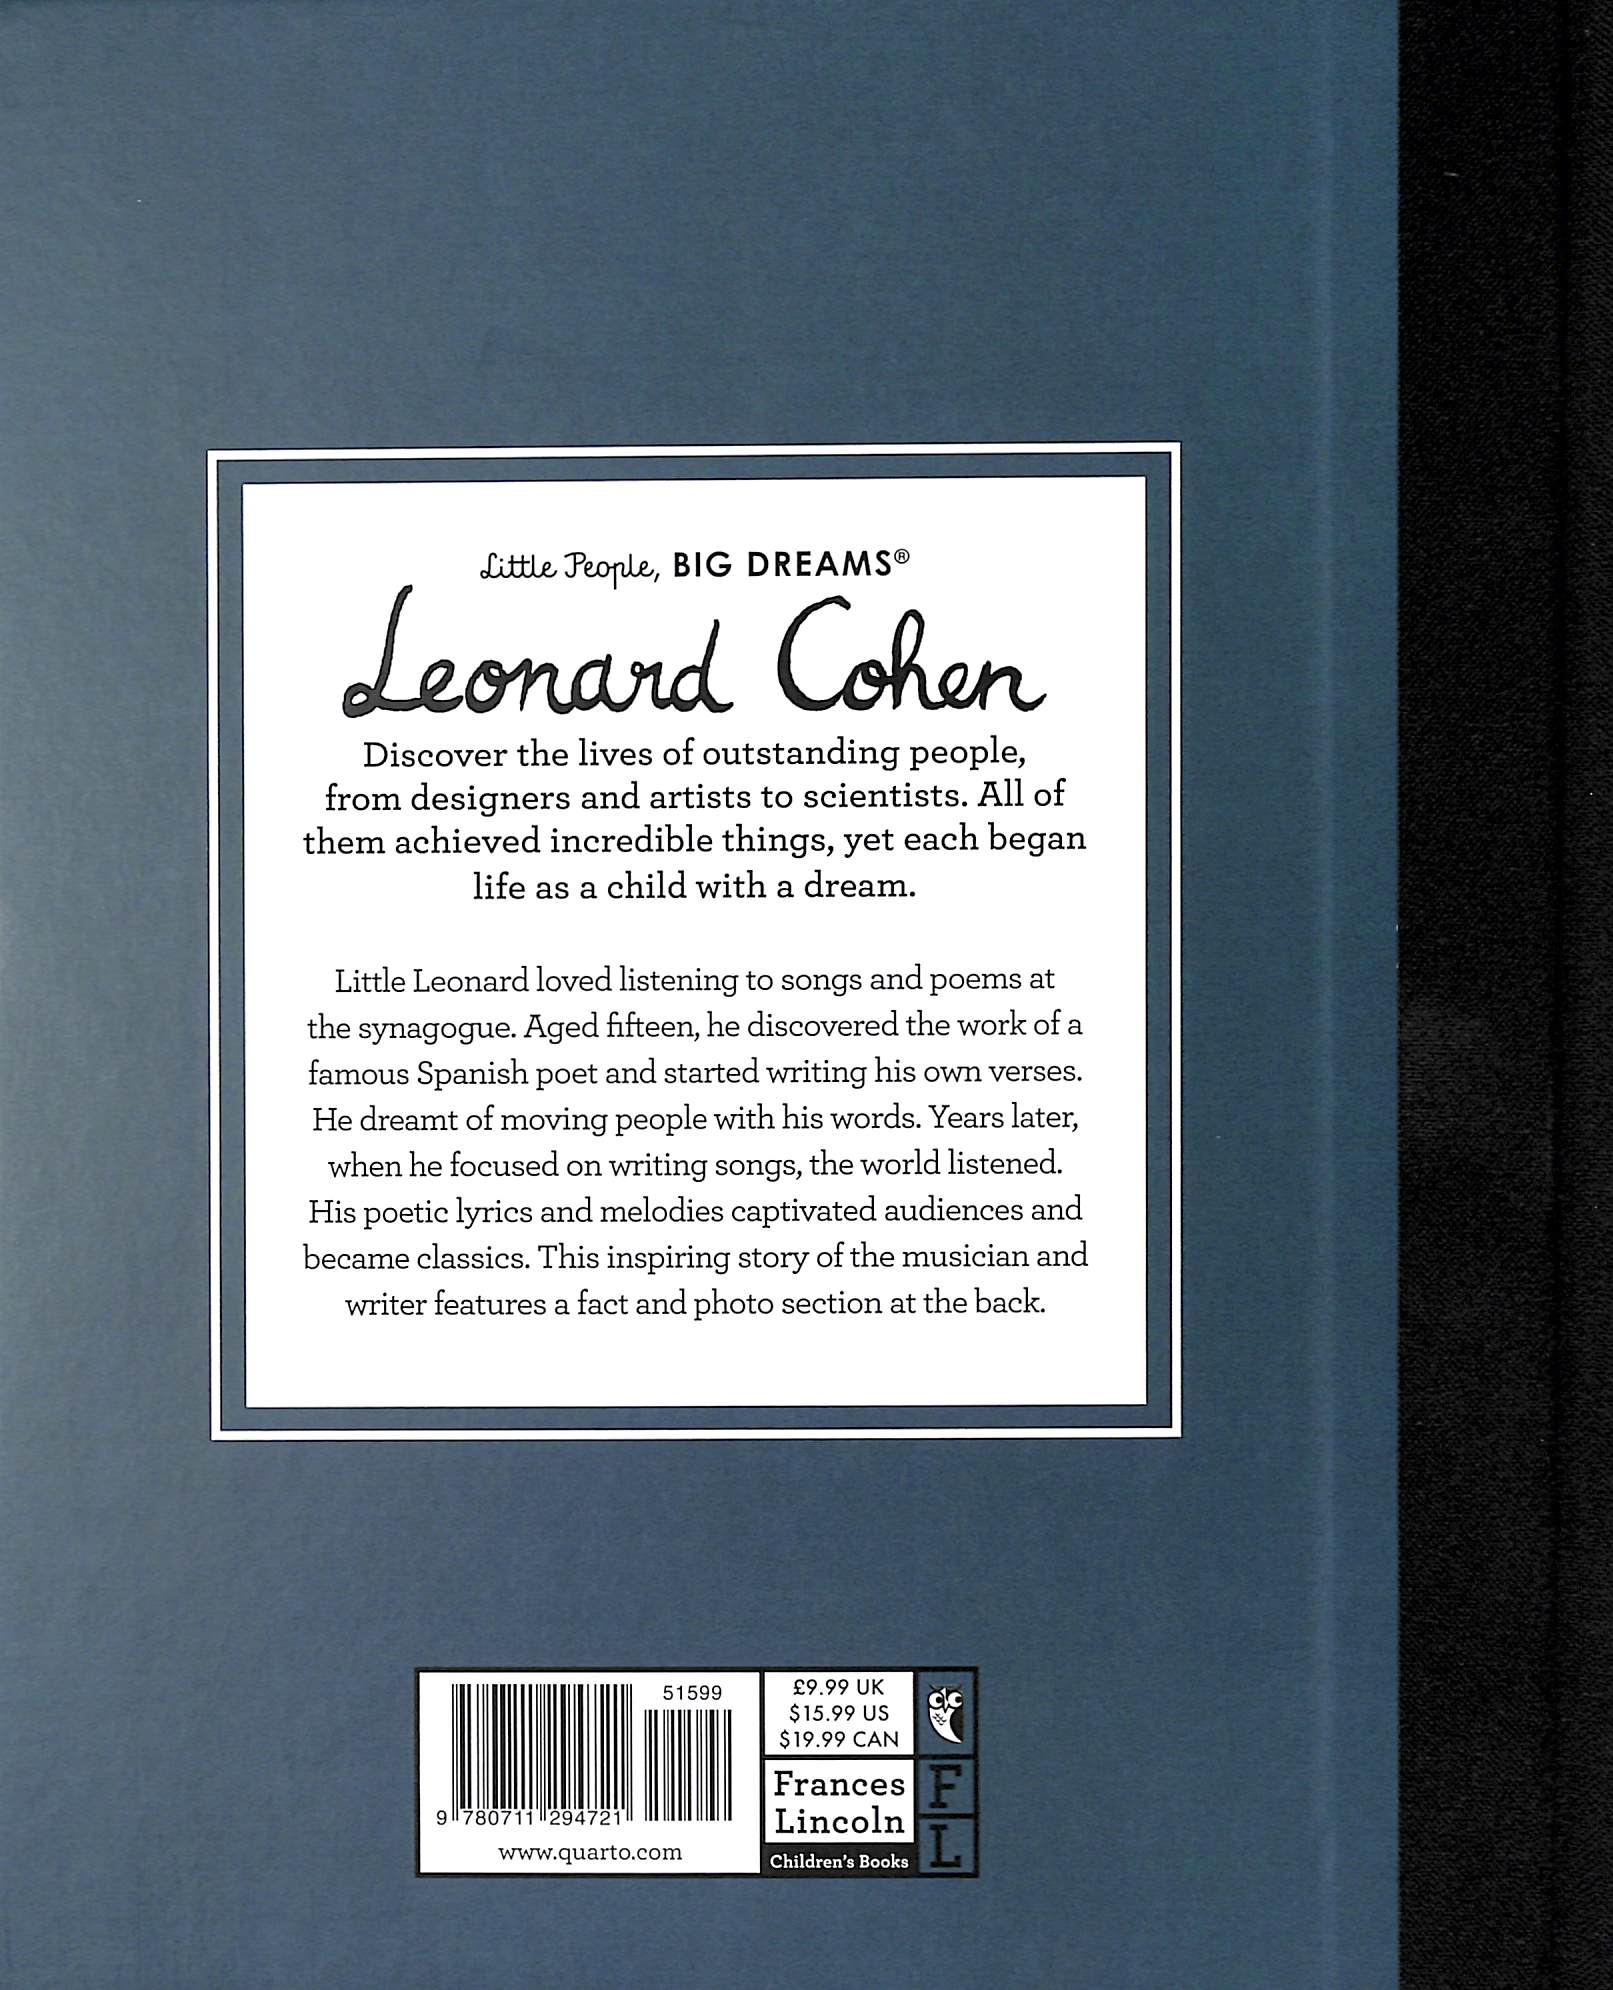 Little People, BIG DREAMS®
Leonard Cohen
Discover the lives of outstanding people,
from designers and artists to scientists. All of
them achieved incredible things, yet each began
life as a child with a dream.
Little Leonard loved listening to songs and poems at
the synagogue. Aged fifteen, he discovered the work of a
famous Spanish poet and started writing his own verses.
He dreamt of moving people with his words. Years later,
when he focused on writing songs, the world listened.
His poetic lyrics and melodies captivated audiences and
became classics. This inspiring story of the musician and
writer features a fact and photo section at the back.
51599
9 780711 294721
www.quarto.com
£9.99 UK
$15.99 US
$19.99 CAN
Frances
Lincoln
Children's Books
F
L